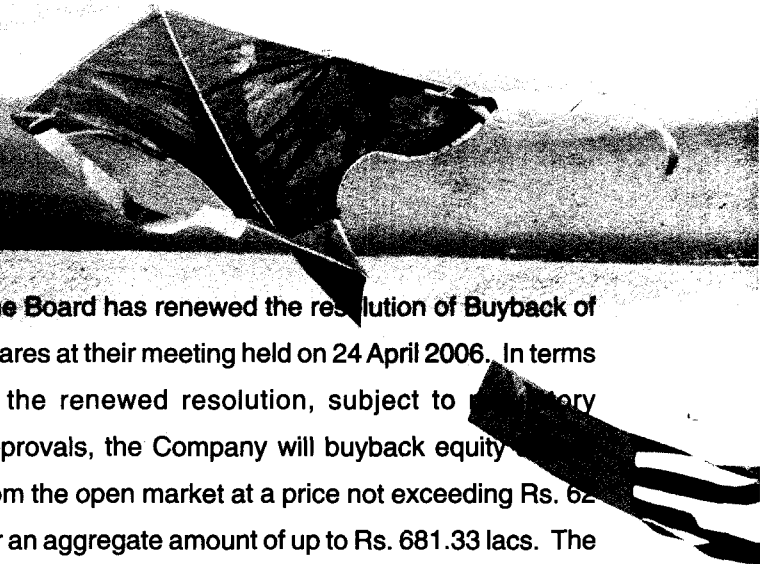 e Board has renewed the resolution of Buyback of
ares at their meeting held on 24 April 2006. In terms
the renewed resolution, subject to
provals, the Company will buyback equity
om the open market at a price not exceeding Rs. 62
r an aggregate amount of up to Rs. 681.33 lacs. The